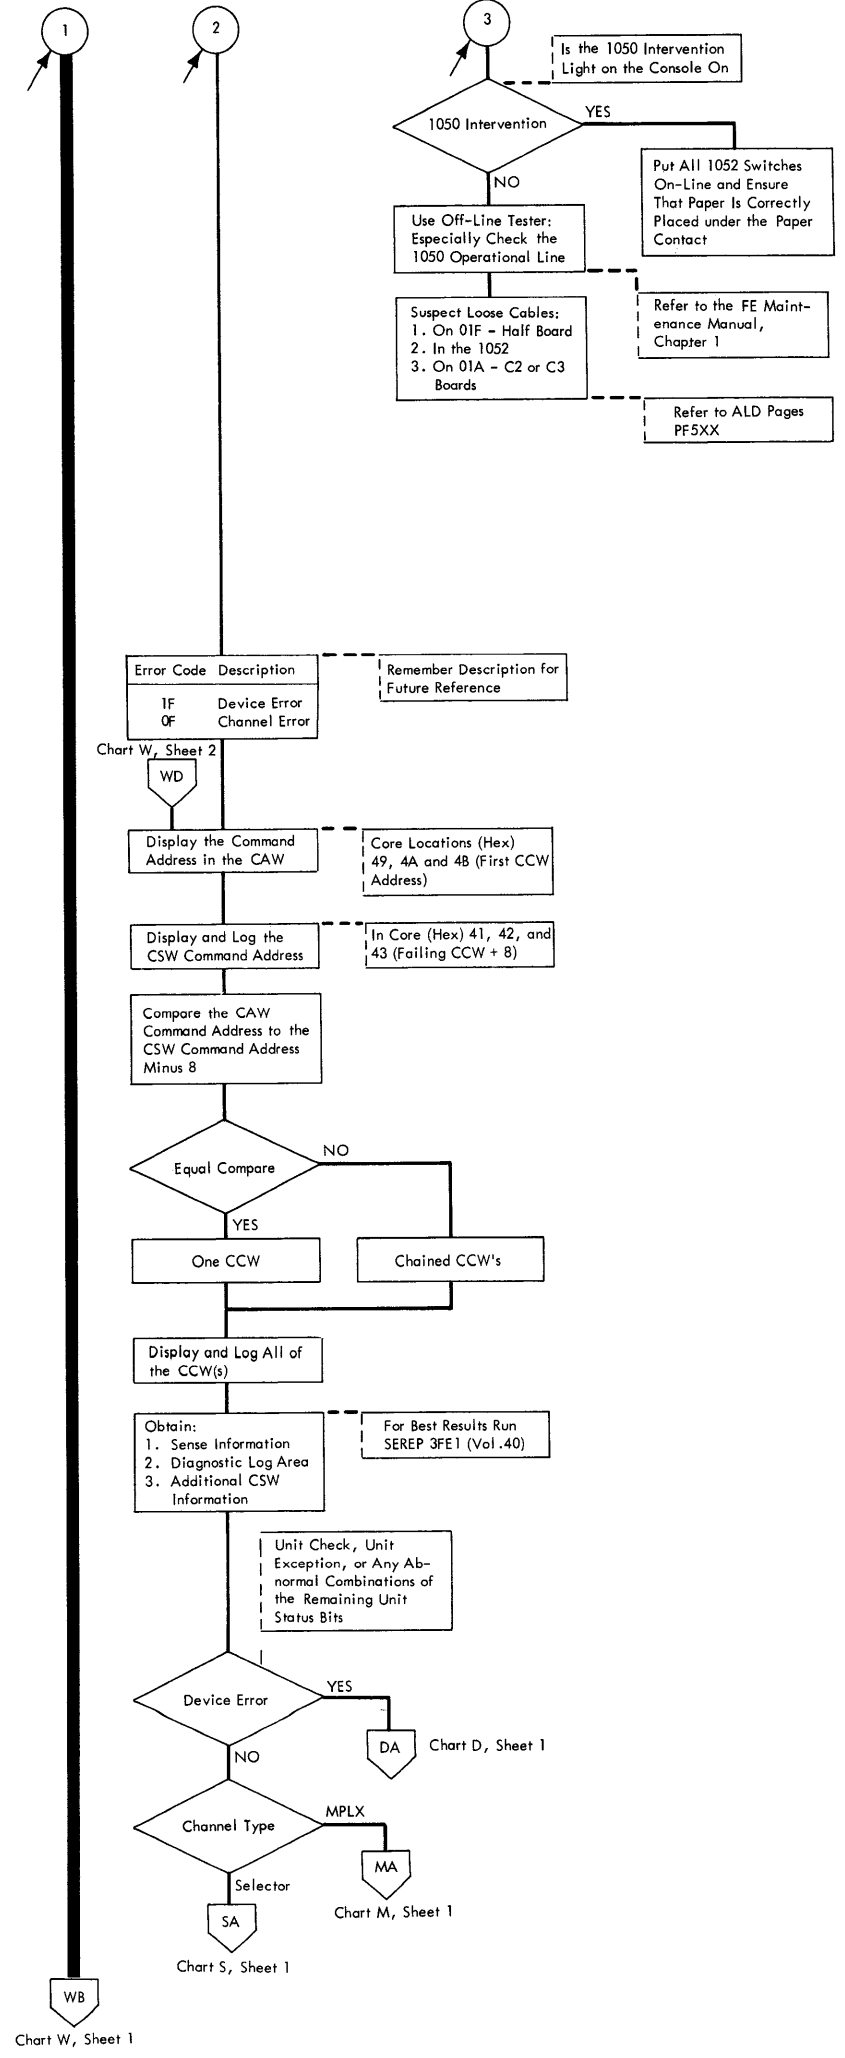 1
2
3
Is the 1050 Intervention
Light on the Console On
1050 Intervention
YES
NO
Put All 1052 Switches
On-Line and Ensure
That Paper Is Correctly
Placed under the Paper
Contact
Use Off-Line Tester:
Especially Check the
1050 Operational Line
Refer to the FE Maint-
enance Manual,
Chapter 1
Suspect Loose Cables:
1. On 01F - Half Board
2. In the 1052
3. On 01A - C2 or C3
Boards
Refer to ALD Pages
PF5XX
Error Code Description
1F Device Error
0F Channel Error
Remember Description for
Future Reference
Chart W, Sheet 2
WD
Display the Command
Address in the CAW
Core Locations (Hex)
49, 4A and 4B (First CCW
Address)
Display and Log the
CSW Command Address
In Core (Hex) 41, 42, and
43 (Failing CCW + 8)
Compare the CAW
Command Address to the
CSW Command Address
Minus 8
Equal Compare
NO
YES
One CCW
Chained CCW's
Display and Log All of
the CCW(s)
Obtain:
1. Sense Information
2. Diagnostic Log Area
3. Additional CSW
Information
For Best Results Run
SEREP 3FE1 (Vol.40)
Unit Check, Unit
Exception, or Any Ab-
normal Combinations of
the Remaining Unit
Status Bits
Device Error
YES
DA
Chart D, Sheet 1
NO
Channel Type
MPLX
MA
Chart M, Sheet 1
Selector
SA
Chart S, Sheet 1
WB
Chart W, Sheet 1